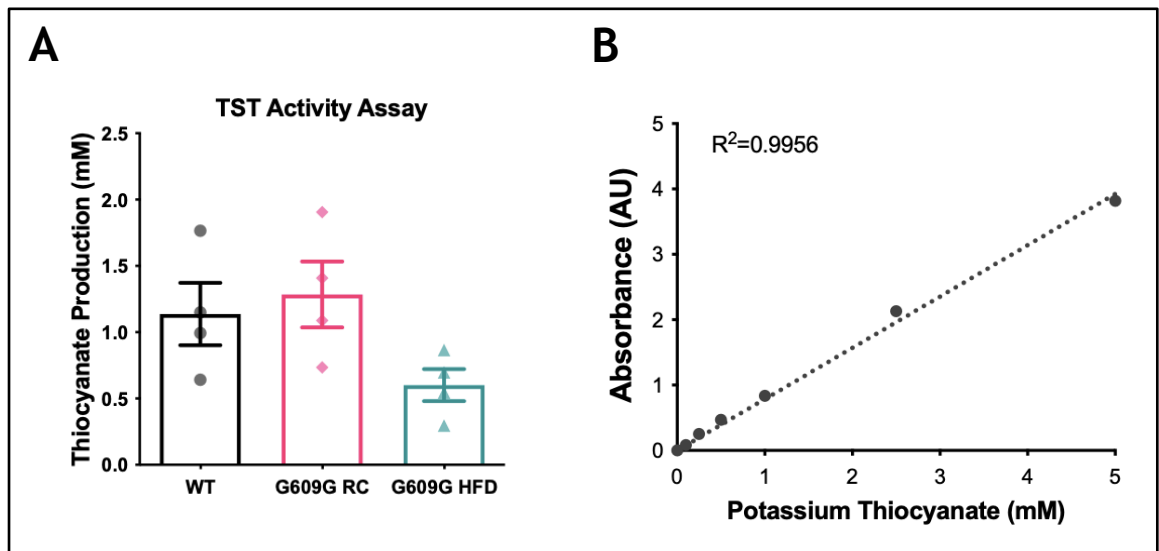 A
B
TST Activity Assay
Thiocyanate Production (mM)
2.5
2.0
1.5
1.0
0.5
0.0
WT
G609G RC
G609G HFD
R²=0.9956
Absorbance (AU)
5
4
3
2
1
0
0
1
2
3
4
5
Potassium Thiocyanate (mM)